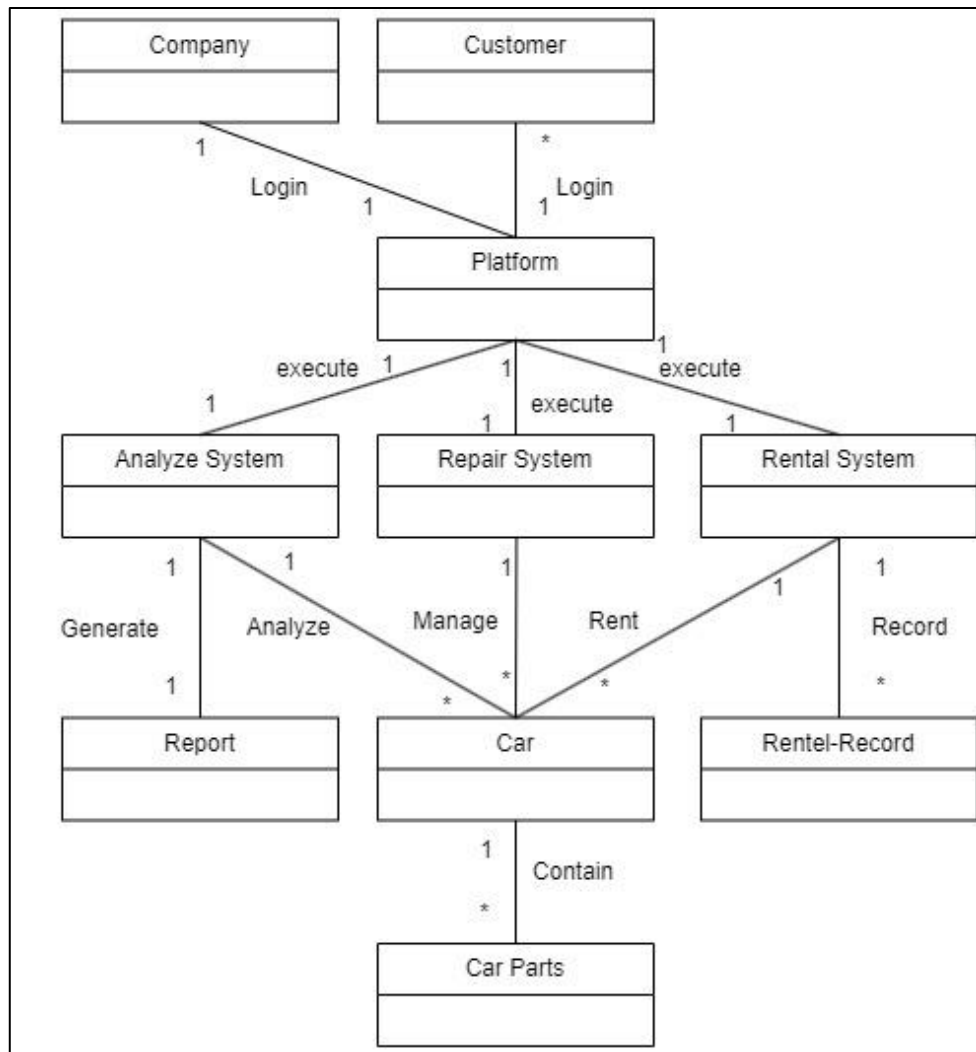 Company
Customer
1
*
Login
Login
1
1
Platform
1
1
1
execute
execute
1
execute
1
1
Analyze System
Repair System
Rental System
1
1
1
1
1
Generate
Analyze
Manage
Rent
Record
1
*
*
*
*
Report
Car
Rentel-Record
1
Contain
*
Car Parts